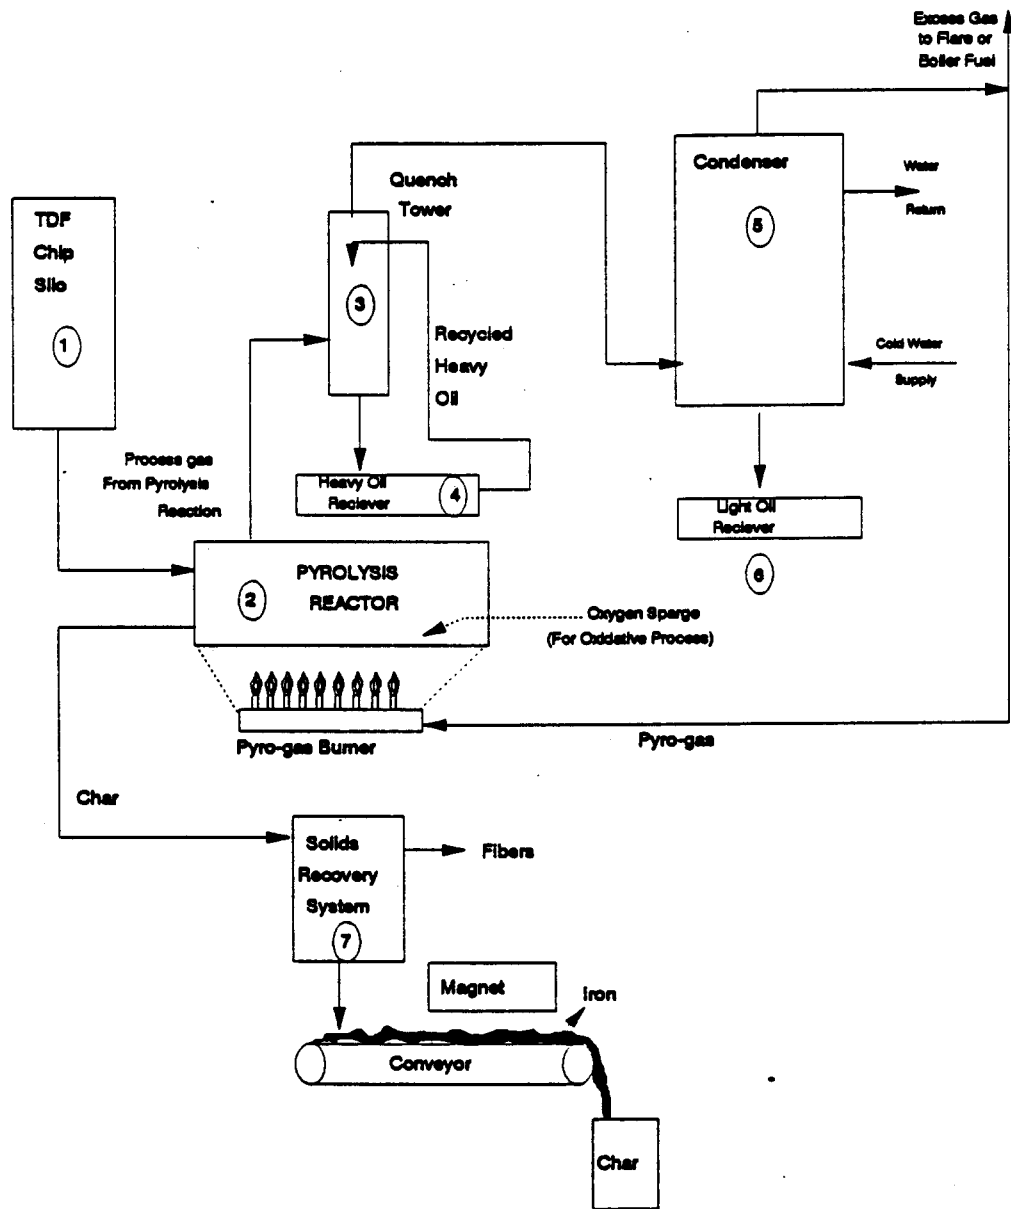 Excess Gas
to Flare or
Boiler Fuel
Condenser
5
Water
Return
Cold Water
Supply
Quench
Tower
3
TDF
Chip
Silo
1
Recycled
Heavy
Oil
Process gas
From Pyrolysis
Reaction
Heavy Oil
Reciever
4
Light Oil
Reciever
6
PYROLYSIS
REACTOR
2
Oxygen Sparge
(For Oxidative Process)
Pyro-gas Burner
Pyro-gas
Char
Solids
Recovery
System
7
Fibers
Magnet
Iron
Conveyor
Char